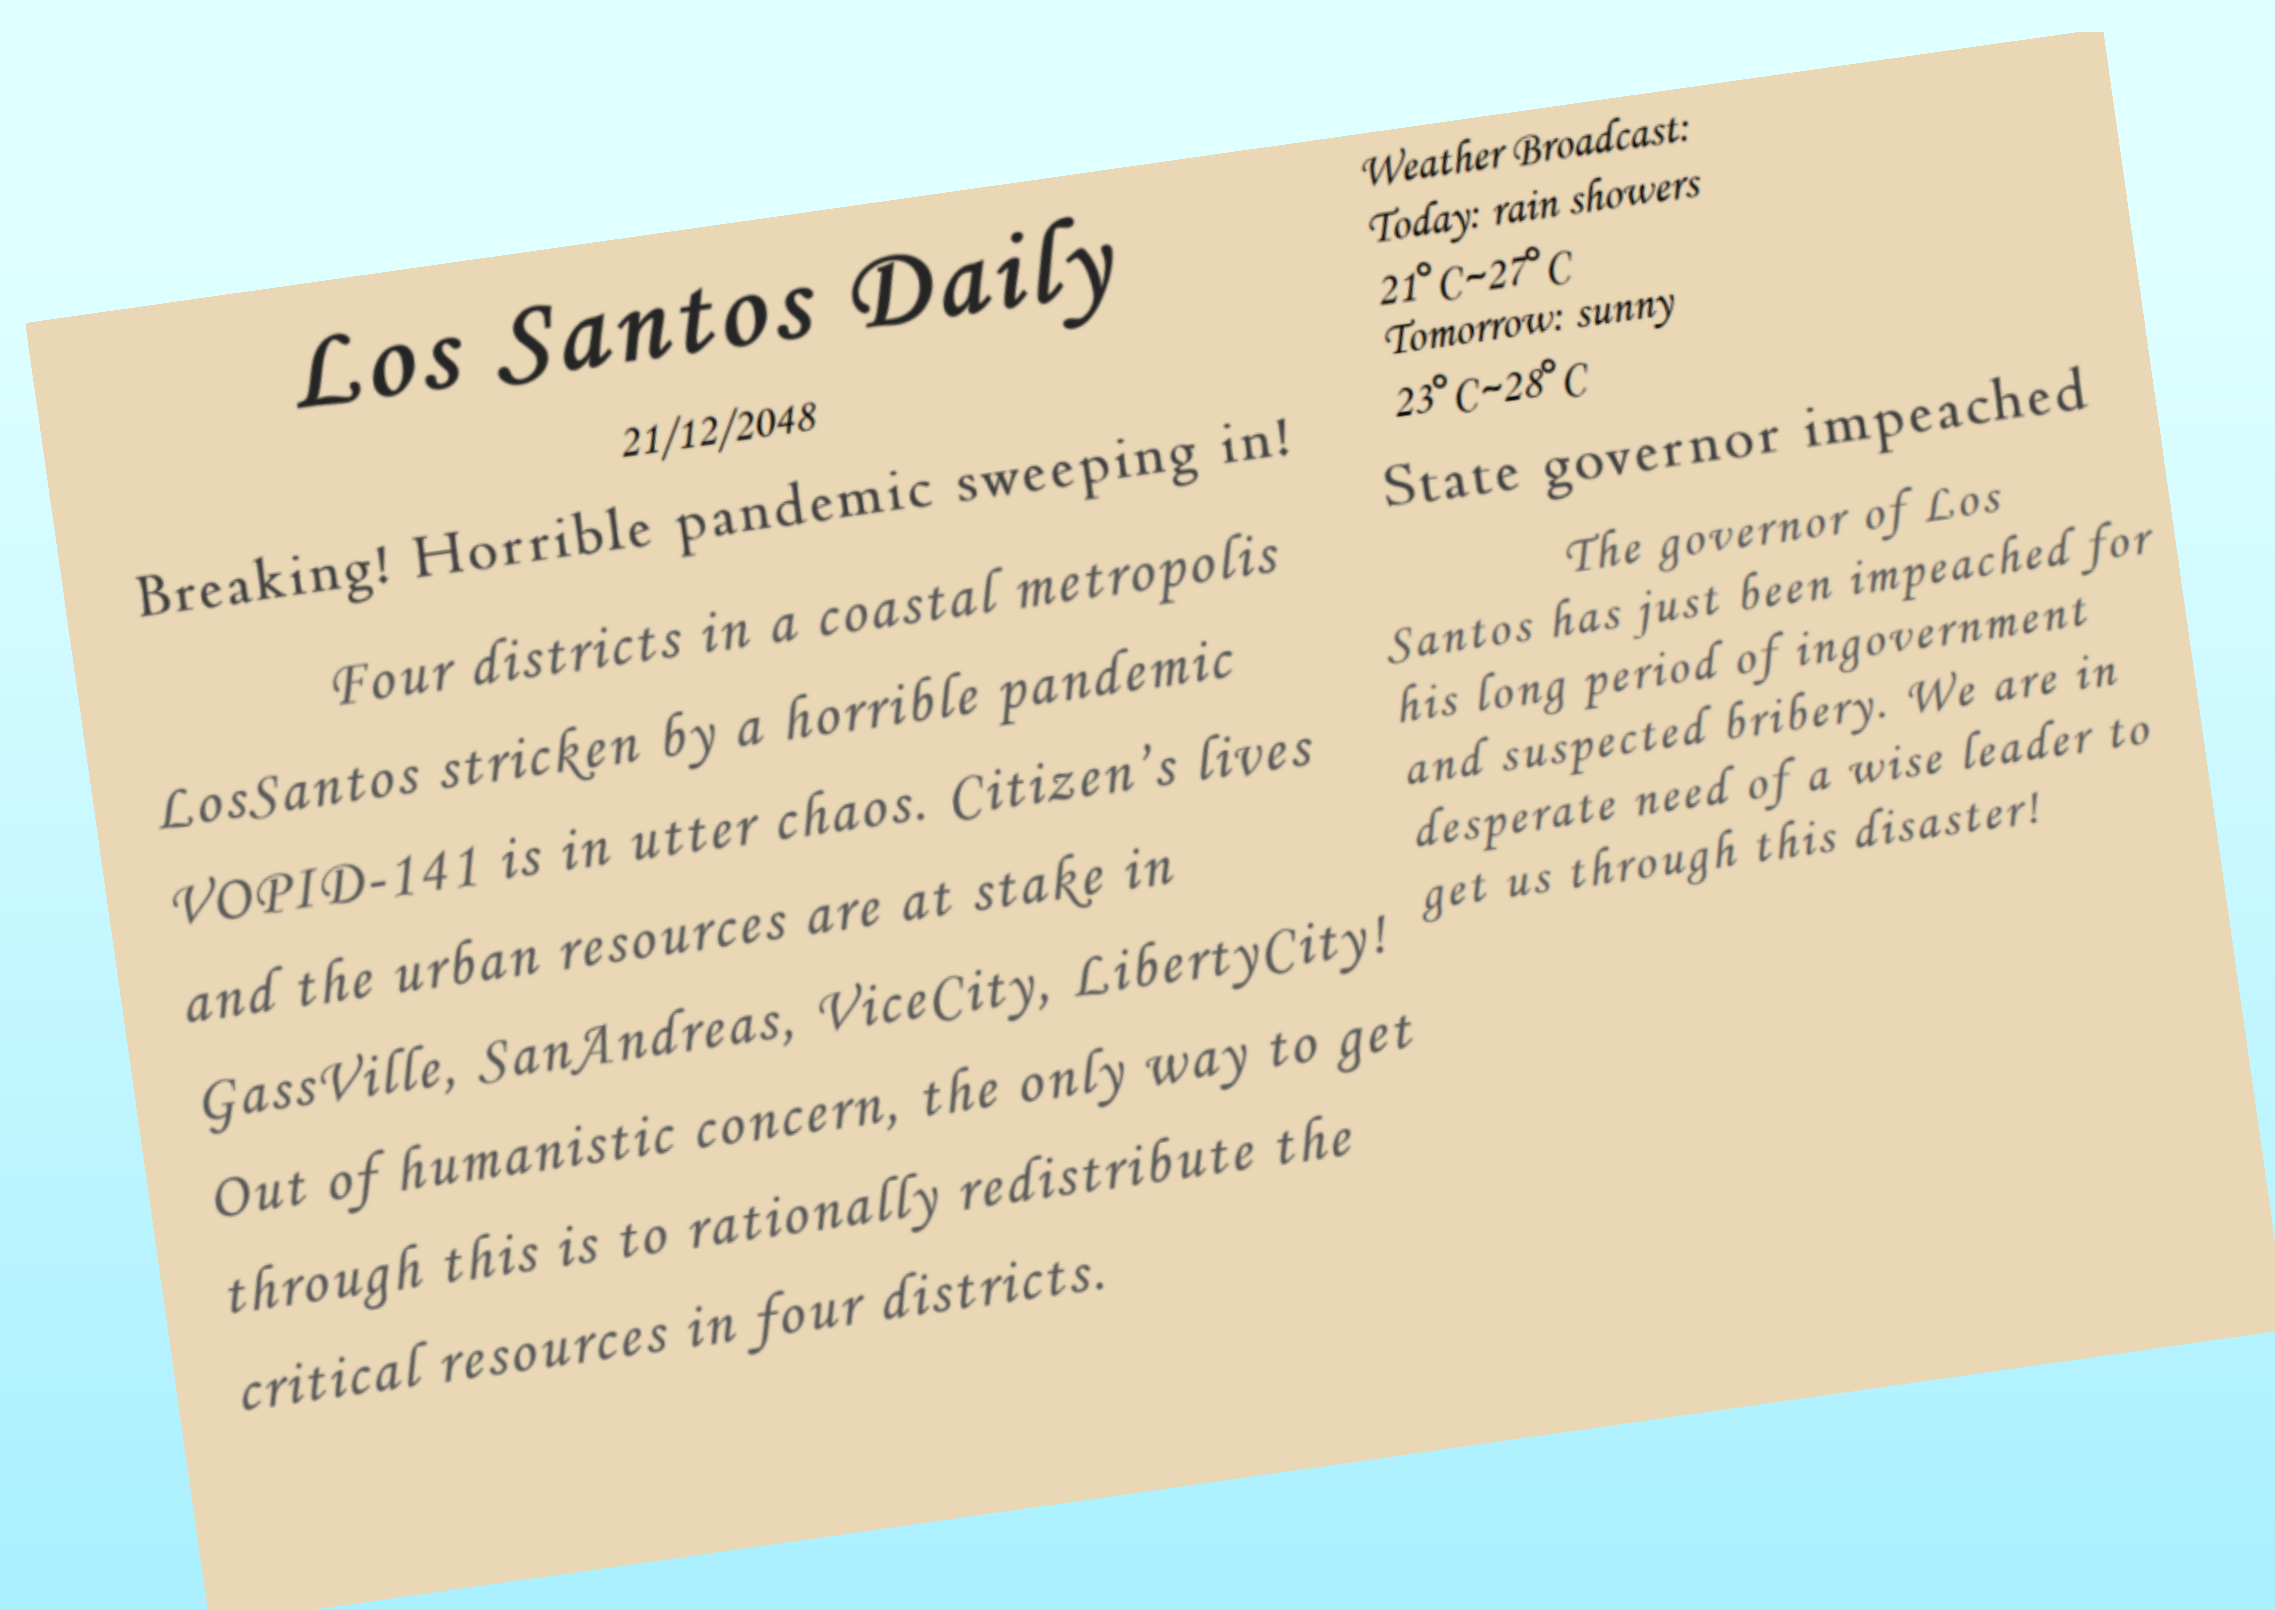 Los Santos Daily
21/12/2048
Breaking! Horrible pandemic sweeping in!
Four districts in a coastal metropolis
LosSantos stricken by a horrible pandemic
VOPID-141 is in utter chaos. Citizen's lives
and the urban resources are at stake in
GassVille, SanAndreas, ViceCity, LibertyCity!
Out of humanistic concern, the only way to get
through this is to rationally redistribute the
critical resources in four districts.
Weather Broadcast:
Today: rain showers
21°C~27°C
Tomorrow: sunny
23°C~28°C
State governor impeached
The governor of Los
Santos has just been impeached for
his long period of ingovernment
and suspected bribery. We are in
desperate need of a wise leader to
get us through this disaster!